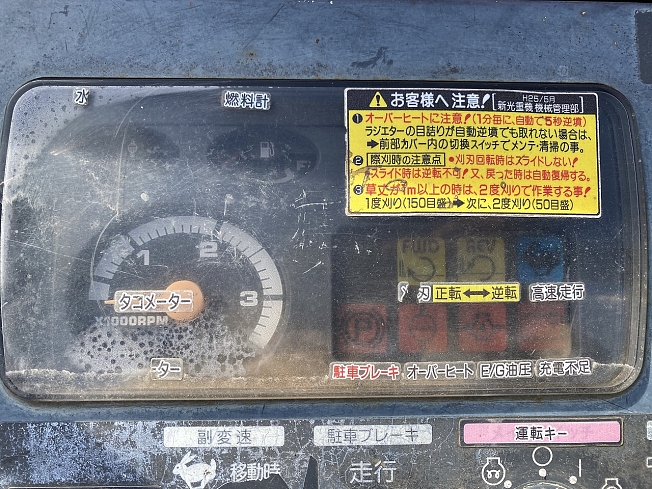 水
燃料計
F
お客様へ 注意！
H25/5月
新光重機 機械管理部
❶オーバーヒートに注意！(1分毎に、自動で5秒逆噴)
ラジエターの目詰りが自動逆噴でも取れない場合は、
➡前部カバー内の切換スイッチでメンテ・清掃の事。
❷ 際刈時の注意点 ●刈刃回転時はスライドしない！
スライド時は逆転不可！又、戻った時は自動復帰する。
❸草丈が1m以上の時は、2度刈りで作業する事！
1度刈り(150目盛)➡次に、2度刈り(50目盛)
1
2
3
タコメーター
X1000RPM
ーター
FWD
REV
刃 正転⟷逆転
高速走行
P
駐車ブレーキ
オーバーヒート
E/G油圧
充電不足
副変速
駐車ブレーキ
運転キー
移動時
走行